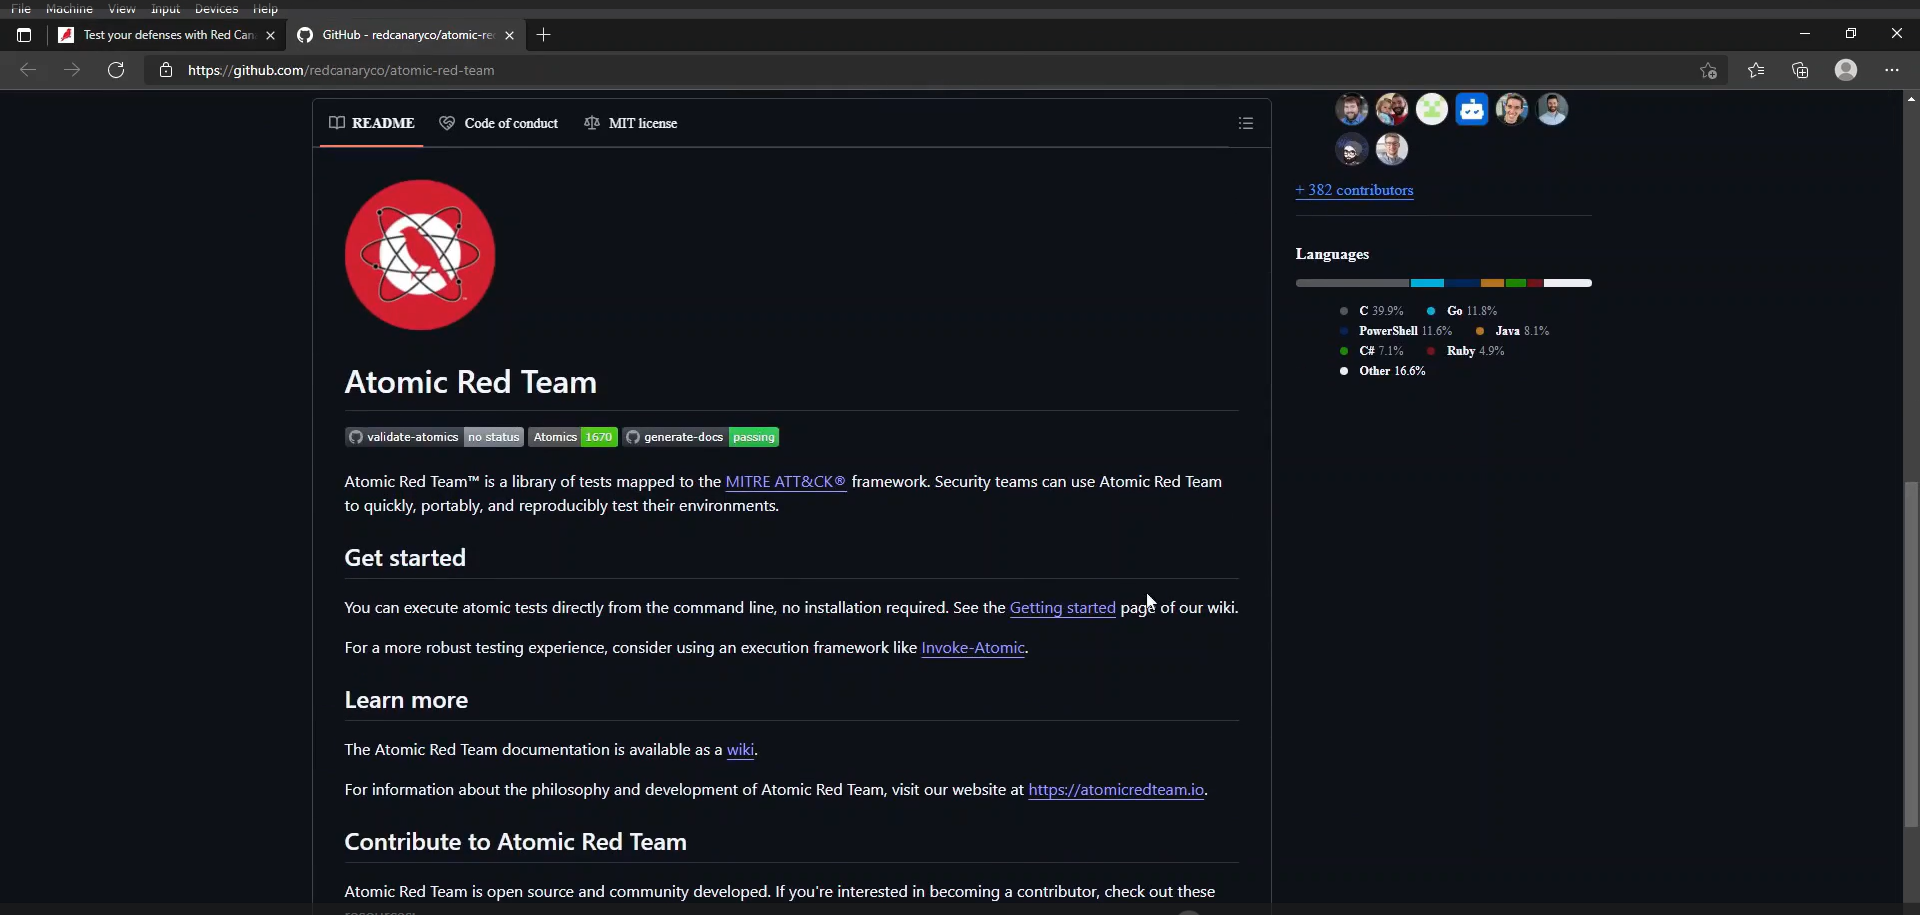 File Machine View Input Devices Help
Test your defenses with Red Can
GitHub - redcanaryco/atomic-re
https://github.com/redcanaryco/atomic-red-team
README
Code of conduct
MIT license
+ 382 contributors
Languages
C 39.9% Go 11.8%
PowerShell 11.6% Java 8.1%
C# 7.1% Ruby 4.9%
Other 16.6%
Atomic Red Team
validate-atomics no status Atomics 1670 generate-docs passing
Atomic Red Team™ is a library of tests mapped to the MITRE ATT&CK® framework. Security teams can use Atomic Red Team
to quickly, portably, and reproducibly test their environments.
Get started
You can execute atomic tests directly from the command line, no installation required. See the Getting started page of our wiki.
For a more robust testing experience, consider using an execution framework like Invoke-Atomic.
Learn more
The Atomic Red Team documentation is available as a wiki.
For information about the philosophy and development of Atomic Red Team, visit our website at https://atomicredteam.io.
Contribute to Atomic Red Team
Atomic Red Team is open source and community developed. If you're interested in becoming a contributor, check out these